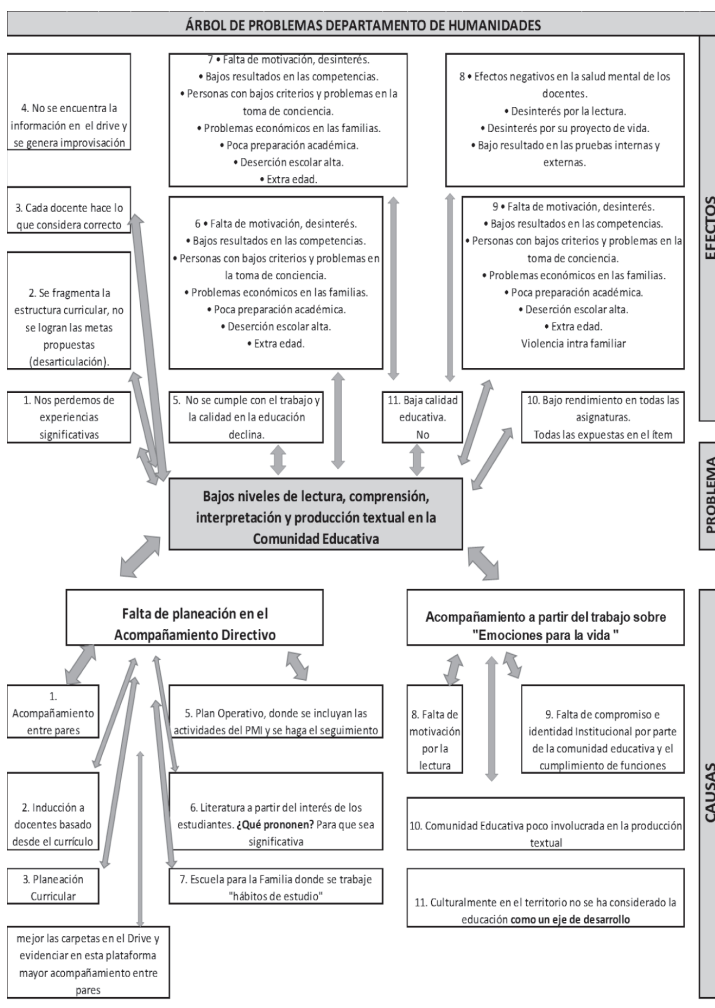 ÁRBOL DE PROBLEMAS DEPARTAMENTO DE HUMANIDADES
4. No se encuentra la
información en el drive y
se genera improvisación
7 • Falta de motivación, desinterés.
• Bajos resultados en las competencias.
• Personas con bajos criterios y problemas en la
toma de conciencia.
• Problemas económicos en las familias.
• Poca preparación académica.
• Deserción escolar alta.
• Extra edad.
8 • Efectos negativos en la salud mental de los
docentes.
• Desinterés por la lectura.
• Desinterés por su proyecto de vida.
• Bajo resultado en las pruebas internas y
externas.
EFECTOS
3. Cada docente hace lo
que considera correcto
6 • Falta de motivación, desinterés.
• Bajos resultados en las competencias.
• Personas con bajos criterios y problemas en
la toma de conciencia.
• Problemas económicos en las familias.
• Poca preparación académica.
• Deserción escolar alta.
• Extra edad.
9 • Falta de motivación, desinterés.
• Bajos resultados en las competencias.
• Personas con bajos criterios y problemas en la
toma de conciencia.
• Problemas económicos en las familias.
• Poca preparación académica.
• Deserción escolar alta.
• Extra edad.
Violencia intra familiar
2. Se fragmenta la
estructura curricular, no
se logran las metas
propuestas
(desarticulación).
1. Nos perdemos de
experiencias
significativas
5. No se cumple con el trabajo y
la calidad en la educación
declina.
11. Baja calidad
educativa.
No
10. Bajo rendimiento en todas las
asignaturas.
Todas las expuestas en el ítem
PROBLEMA
Bajos niveles de lectura, comprensión,
interpretación y producción textual en la
Comunidad Educativa
Falta de planeación en el
Acompañamiento Directivo
Acompañamiento a partir del trabajo sobre
"Emociones para la vida "
CAUSAS
1.
Acompañamiento
entre pares
5. Plan Operativo, donde se incluyan las
actividades del PMI y se haga el seguimiento
8. Falta de
motivación
por la
lectura
9. Falta de compromiso e
identidad Institucional por parte
de la comunidad educativa y el
cumplimiento de funciones
2. Inducción a
docentes basado
desde el currículo
6. Literatura a partir del interés de los
estudiantes. ¿Qué prononen? Para que sea
significativa
10. Comunidad Educativa poco involucrada en la producción
textual
3. Planeación
Curricular
7. Escuela para la Familia donde se trabaje
"hábitos de estudio"
11. Culturalmente en el territorio no se ha considerado la
educación como un eje de desarrollo
mejor las carpetas en el Drive y
evidenciar en esta plataforma
mayor acompañamiento entre
pares